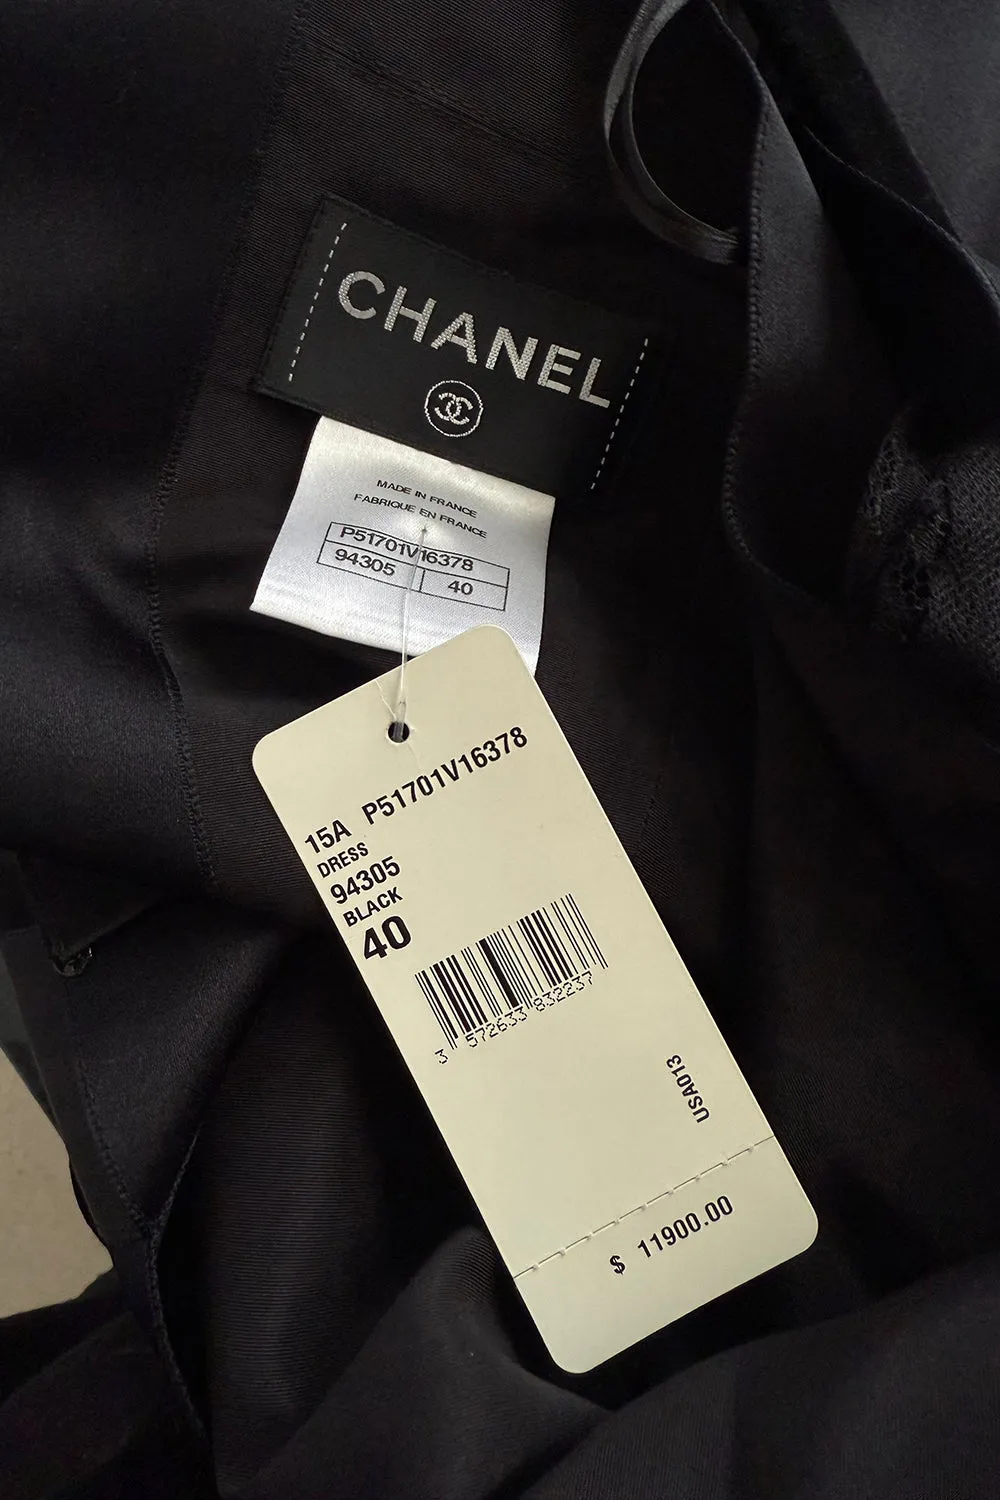 CHANEL
MADE IN FRANCE
FABRIQUE EN FRANCE
P51701V16378
94305 40
15A P51701V16378
DRESS
94305
BLACK
40
3 572633 832237
USA013
$ 11900.00